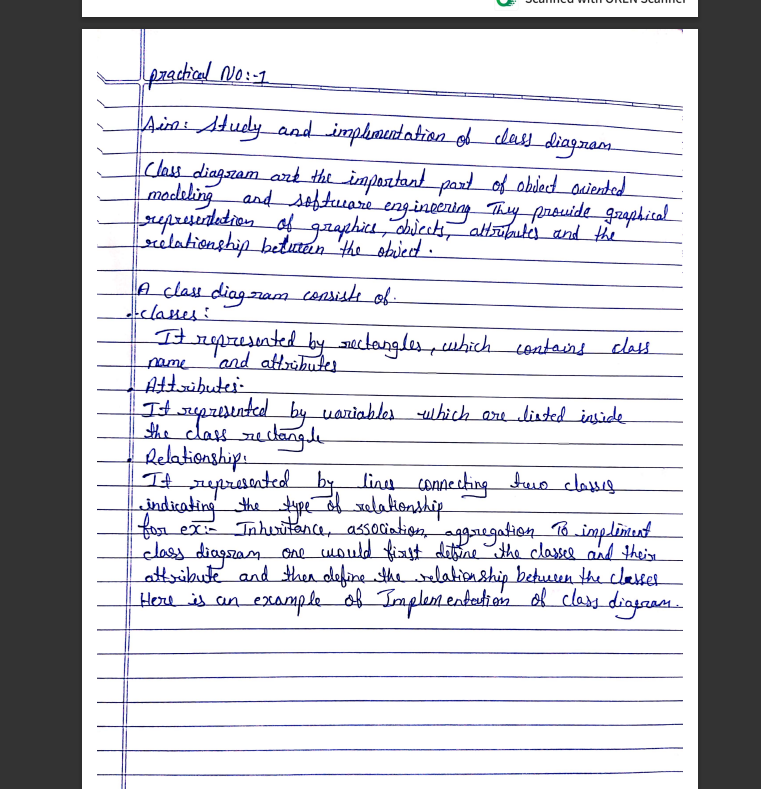 Scanned with OKEN Scanner
practical No:-1
Aim: Study and implementation of class diagram
Class diagram are the important part of object oriented
modeling and software engineering They provide graphical
representation of graphics, objects, attributes and the
relationship between the object.
A class diagram consists of.
• classes:
It represented by rectangles, which contains class
name and attributes
• Attributes:-
It represented by variables which are listed inside
the class rectangle
• Relationship:
It represented by lines connecting two classes
indicating the type of relationship
for ex:- Inheritance, association, aggregation To impliment
class diagram one would first define the classes and their
attribute and then define the relationship between the classes
Here is an example of Implementation of class diagram.